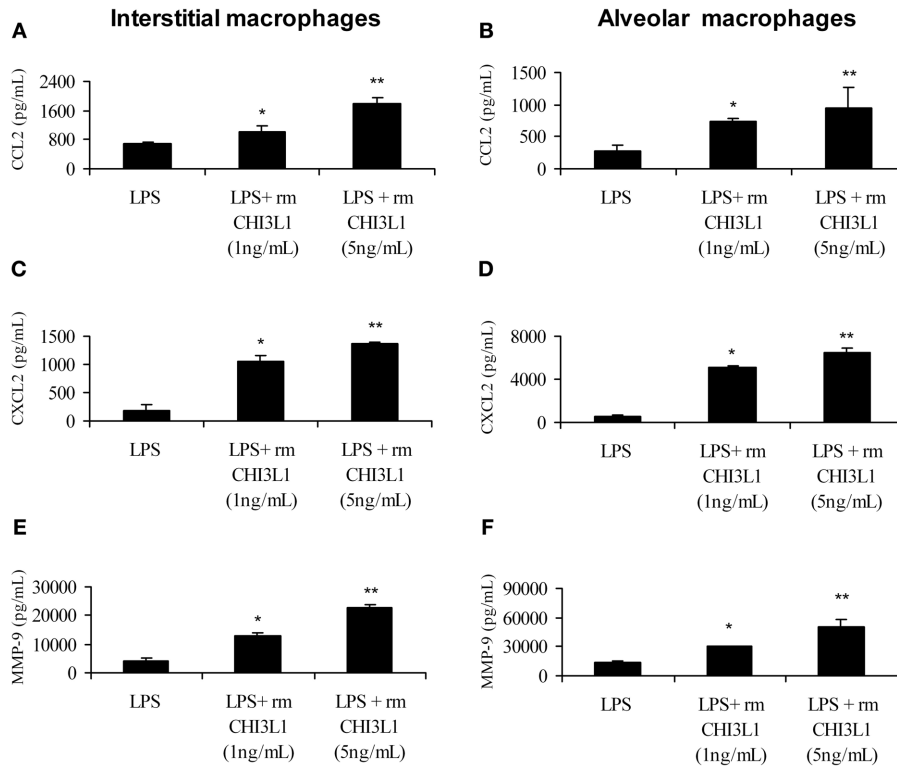 Interstitial macrophages
Alveolar macrophages
A
CCL2 (pg/mL)
2400
1600
800
0
*
**
LPS
LPS+ rm
CHI3L1
(1ng/mL)
LPS + rm
CHI3L1
(5ng/mL)
B
CCL2 (pg/mL)
1500
1000
500
0
*
**
LPS
LPS+ rm
CHI3L1
(1ng/mL)
LPS + rm
CHI3L1
(5ng/mL)
C
CXCL2 (pg/mL)
1500
1000
500
0
*
**
LPS
LPS+ rm
CHI3L1
(1ng/mL)
LPS + rm
CHI3L1
(5ng/mL)
D
CXCL2 (pg/mL)
8000
4000
0
*
**
LPS
LPS+ rm
CHI3L1
(1ng/mL)
LPS + rm
CHI3L1
(5ng/mL)
E
MMP-9 (pg/mL)
30000
20000
10000
0
*
**
LPS
LPS+ rm
CHI3L1
(1ng/mL)
LPS + rm
CHI3L1
(5ng/mL)
F
MMP-9 (pg/mL)
90000
60000
30000
0
*
**
LPS
LPS+ rm
CHI3L1
(1ng/mL)
LPS + rm
CHI3L1
(5ng/mL)